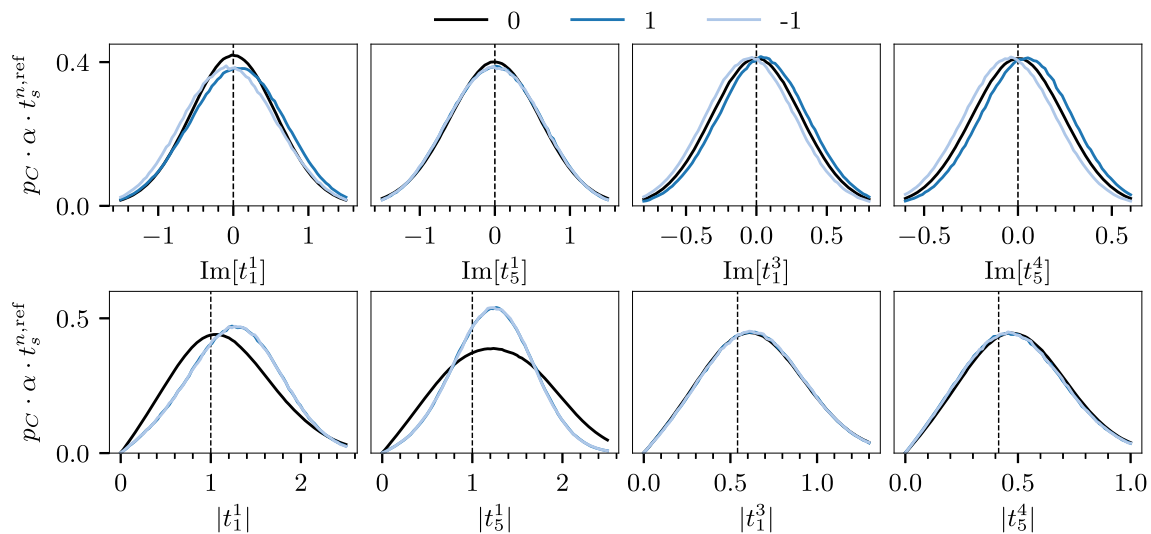 0 1 -1
p_C · α · t_s^{n,ref}
0.4
0.0
−1 0 1
−1 0 1
−0.5 0.0 0.5
−0.5 0.0 0.5
Im[t_1^1] Im[t_5^1] Im[t_1^3] Im[t_5^4]
p_C · α · t_s^{n,ref}
0.5
0.0
0 1 2
0 1 2
0.0 0.5 1.0
0.0 0.5 1.0
|t_1^1| |t_5^1| |t_1^3| |t_5^4|